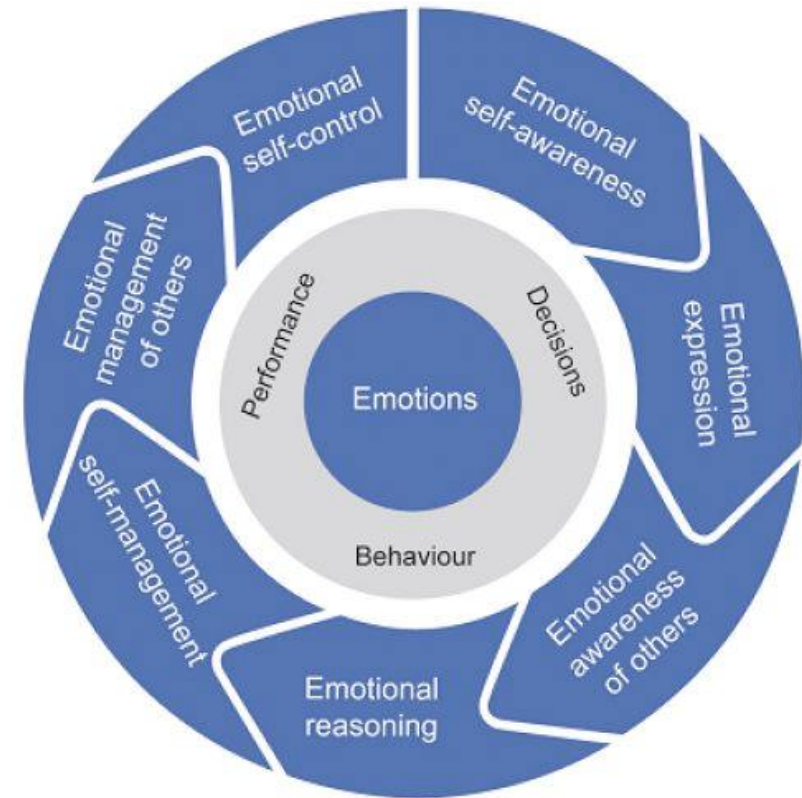 Emotional
self-control
Emotional
self-awareness
Emotional
expression
Emotional
awareness
of others
Emotional
reasoning
Emotional
self-management
Emotional
management
of others
Performance
Decisions
Behaviour
Emotions